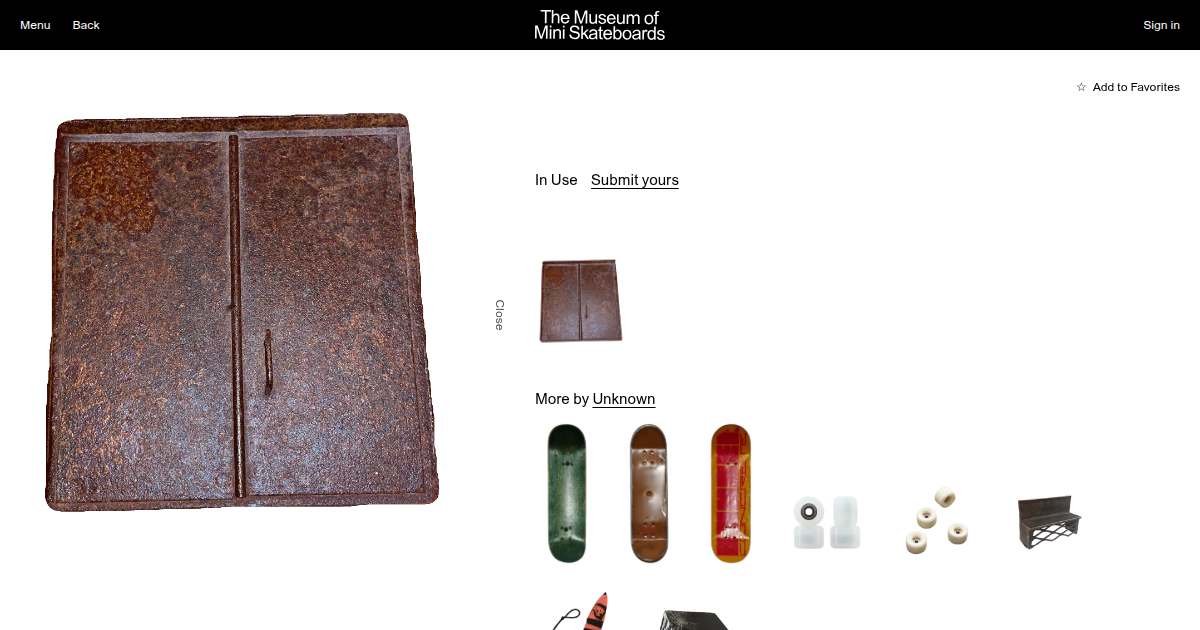 Menu
Back
The Museum of
Mini Skateboards
Sign in
☆ Add to Favorites
In Use
Submit yours
Close
More by Unknown